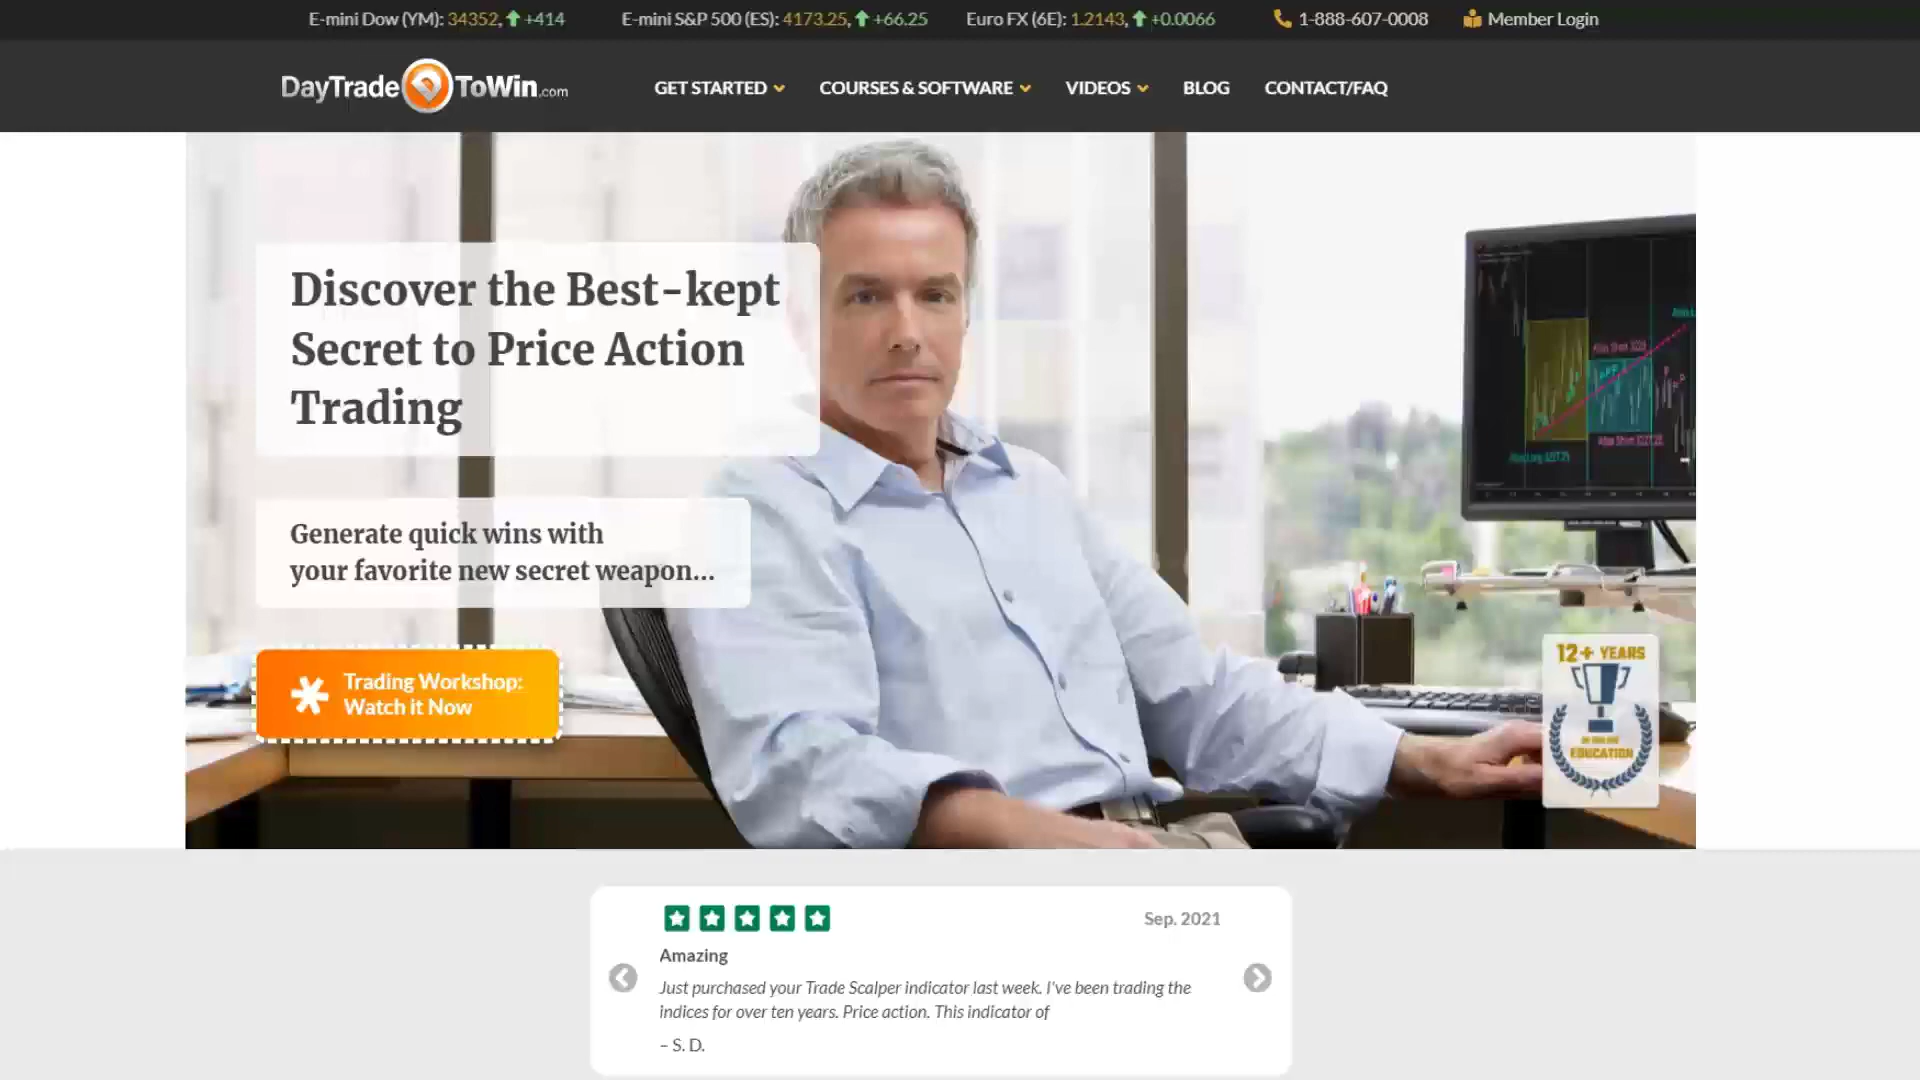 E-mini Dow (YM): 34352, +414 E-mini S&P 500 (ES): 4173.25, +66.25 Euro FX (6E): 1.2143, +0.0066 1-888-607-0008 Member Login
DayTradeToWin.com GET STARTED COURSES & SOFTWARE VIDEOS BLOG CONTACT/FAQ
Discover the Best-kept
Secret to Price Action
Trading
Generate quick wins with
your favorite new secret weapon...
Trading Workshop:
Watch it Now
12+ YEARS
EDUCATION
Sep. 2021
Amazing
Just purchased your Trade Scalper indicator last week. I've been trading the
indices for over ten years. Price action. This indicator of
– S. D.